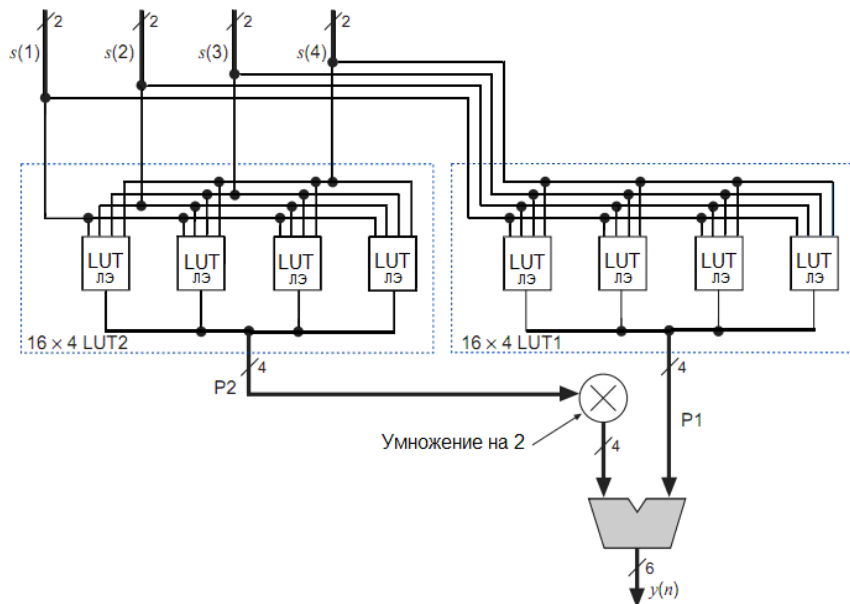 2 2 2 2
s(1) s(2) s(3) s(4)
LUT ЛЭ LUT ЛЭ LUT ЛЭ LUT ЛЭ
LUT ЛЭ LUT ЛЭ LUT ЛЭ LUT ЛЭ
16 × 4 LUT2
16 × 4 LUT1
4
P2
4
P1
Умножение на 2
4
6
y(n)